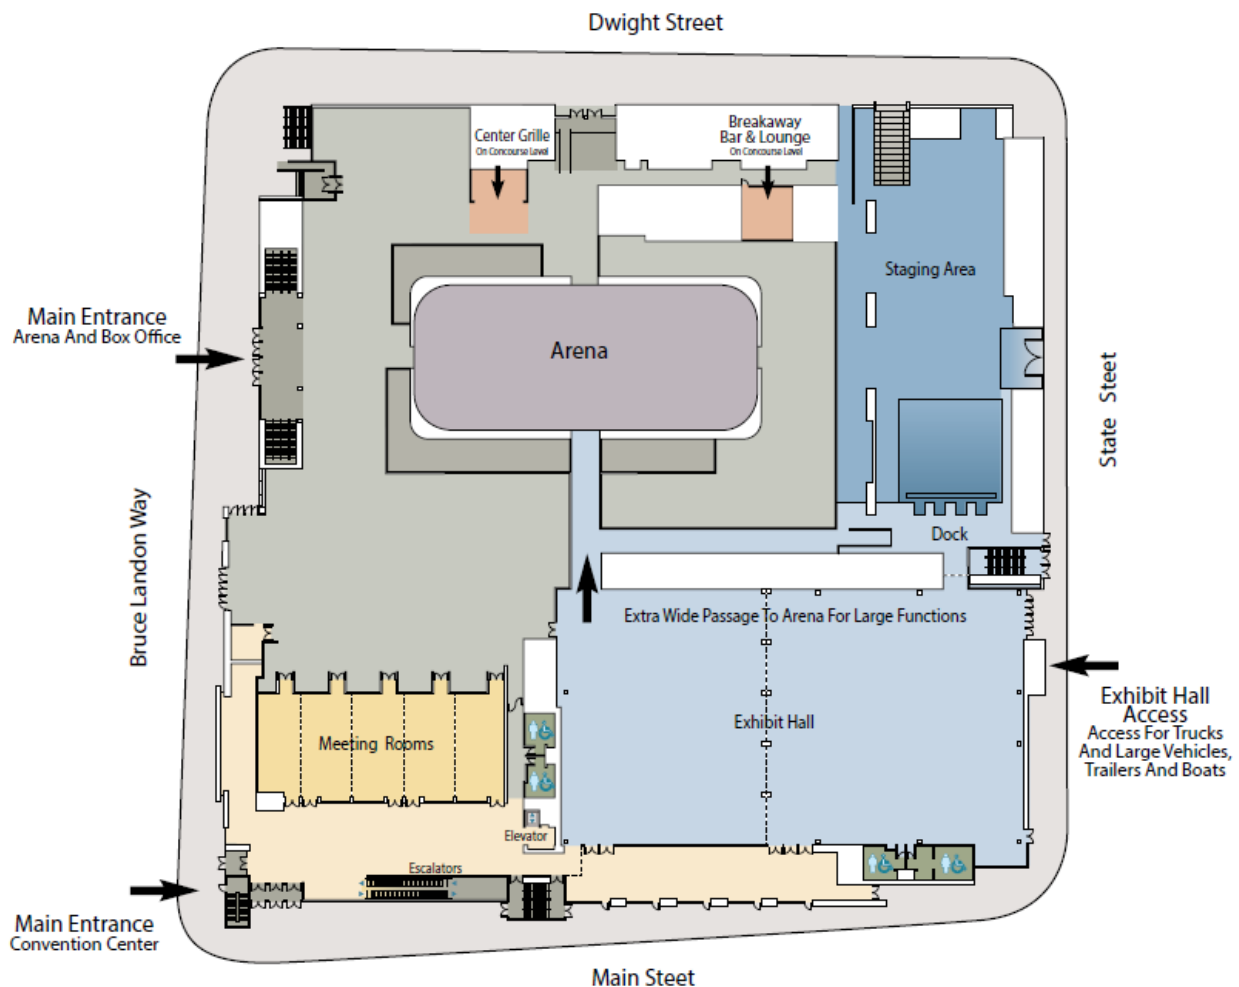 Dwight Street
Center Grille
On Concourse Level
Breakaway
Bar & Lounge
On Concourse Level
Staging Area
Main Entrance
Arena And Box Office
Arena
State Steet
Bruce Landon Way
Dock
Extra Wide Passage To Arena For Large Functions
Exhibit Hall
Access
Access For Trucks
And Large Vehicles,
Trailers And Boats
Exhibit Hall
Meeting Rooms
Elevator
Escalators
Main Entrance
Convention Center
Main Steet